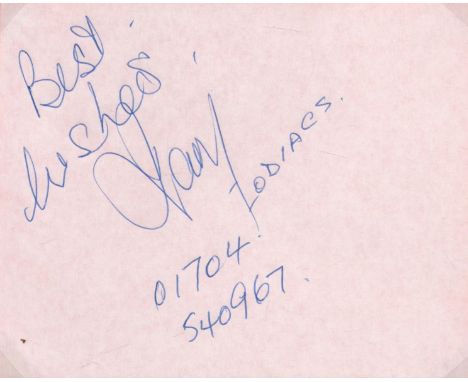 Best.
Wishes.
ZODIACS.
01704.
540967.